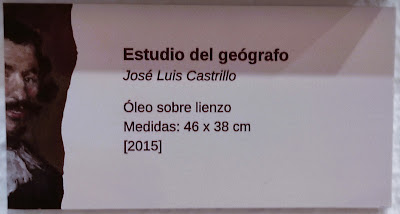 Estudio del geógrafo
José Luis Castrillo
Óleo sobre lienzo
Medidas: 46 x 38 cm
[2015]